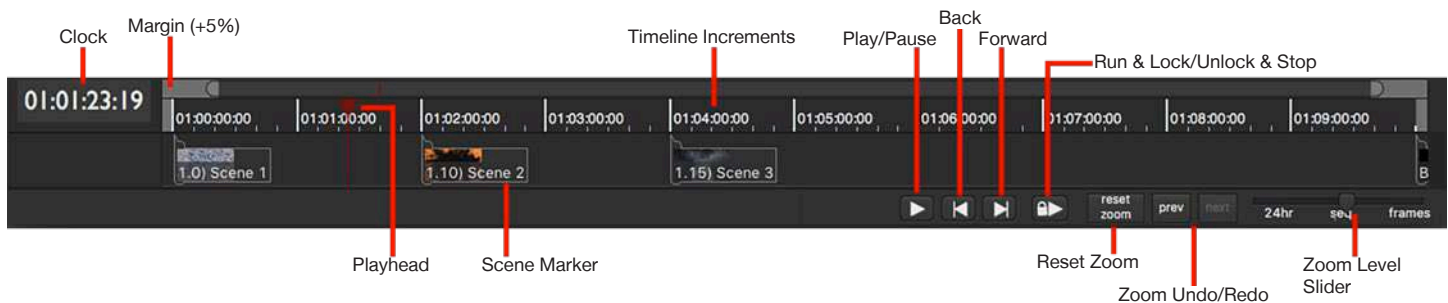 Clock
Margin (+5%)
Timeline Increments
Play/Pause
Back
Forward
Run & Lock/Unlock & Stop
01:01:23:19
01:00:00:00
01:01:00:00
01:02:00:00
01:03:00:00
01:04:00:00
01:05:00:00
01:06:00:00
01:07:00:00
01:08:00:00
01:09:00:00
1.0) Scene 1
1.10) Scene 2
1.15) Scene 3
B
reset zoom
prev
next
24hr
frames
Playhead
Scene Marker
Reset Zoom
Zoom Undo/Redo
Zoom Level
Slider